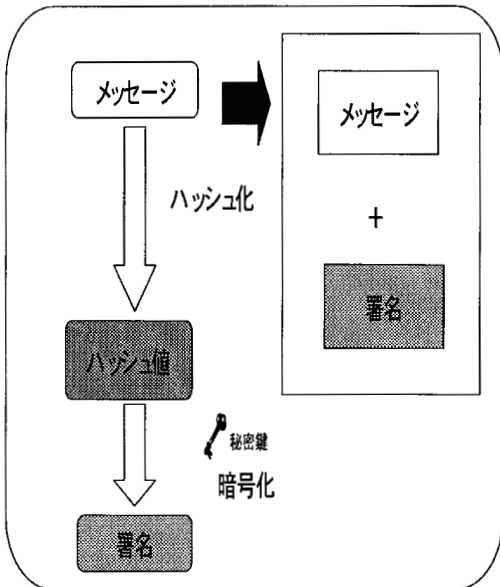 メッセージ
メッセージ
ハッシュ化
+
署名
ハッシュ値
秘密鍵
暗号化
署名